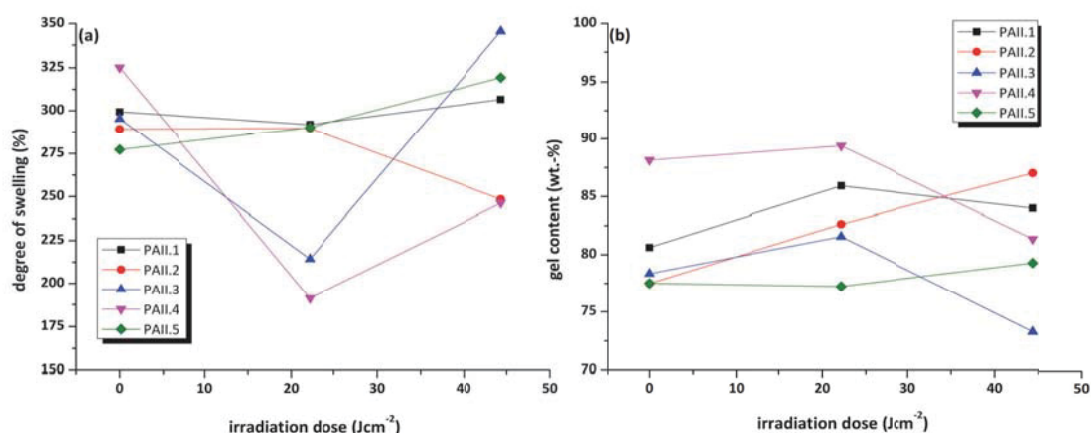 (a)
degree of swelling (%)
350
325
300
275
250
225
200
175
150
PAII.1
PAII.2
PAII.3
PAII.4
PAII.5
0 10 20 30 40 50
irradiation dose (Jcm-2)
(b)
gel content (wt.-%)
100
95
90
85
80
75
70
PAII.1
PAII.2
PAII.3
PAII.4
PAII.5
0 10 20 30 40 50
irradiation dose (Jcm-2)